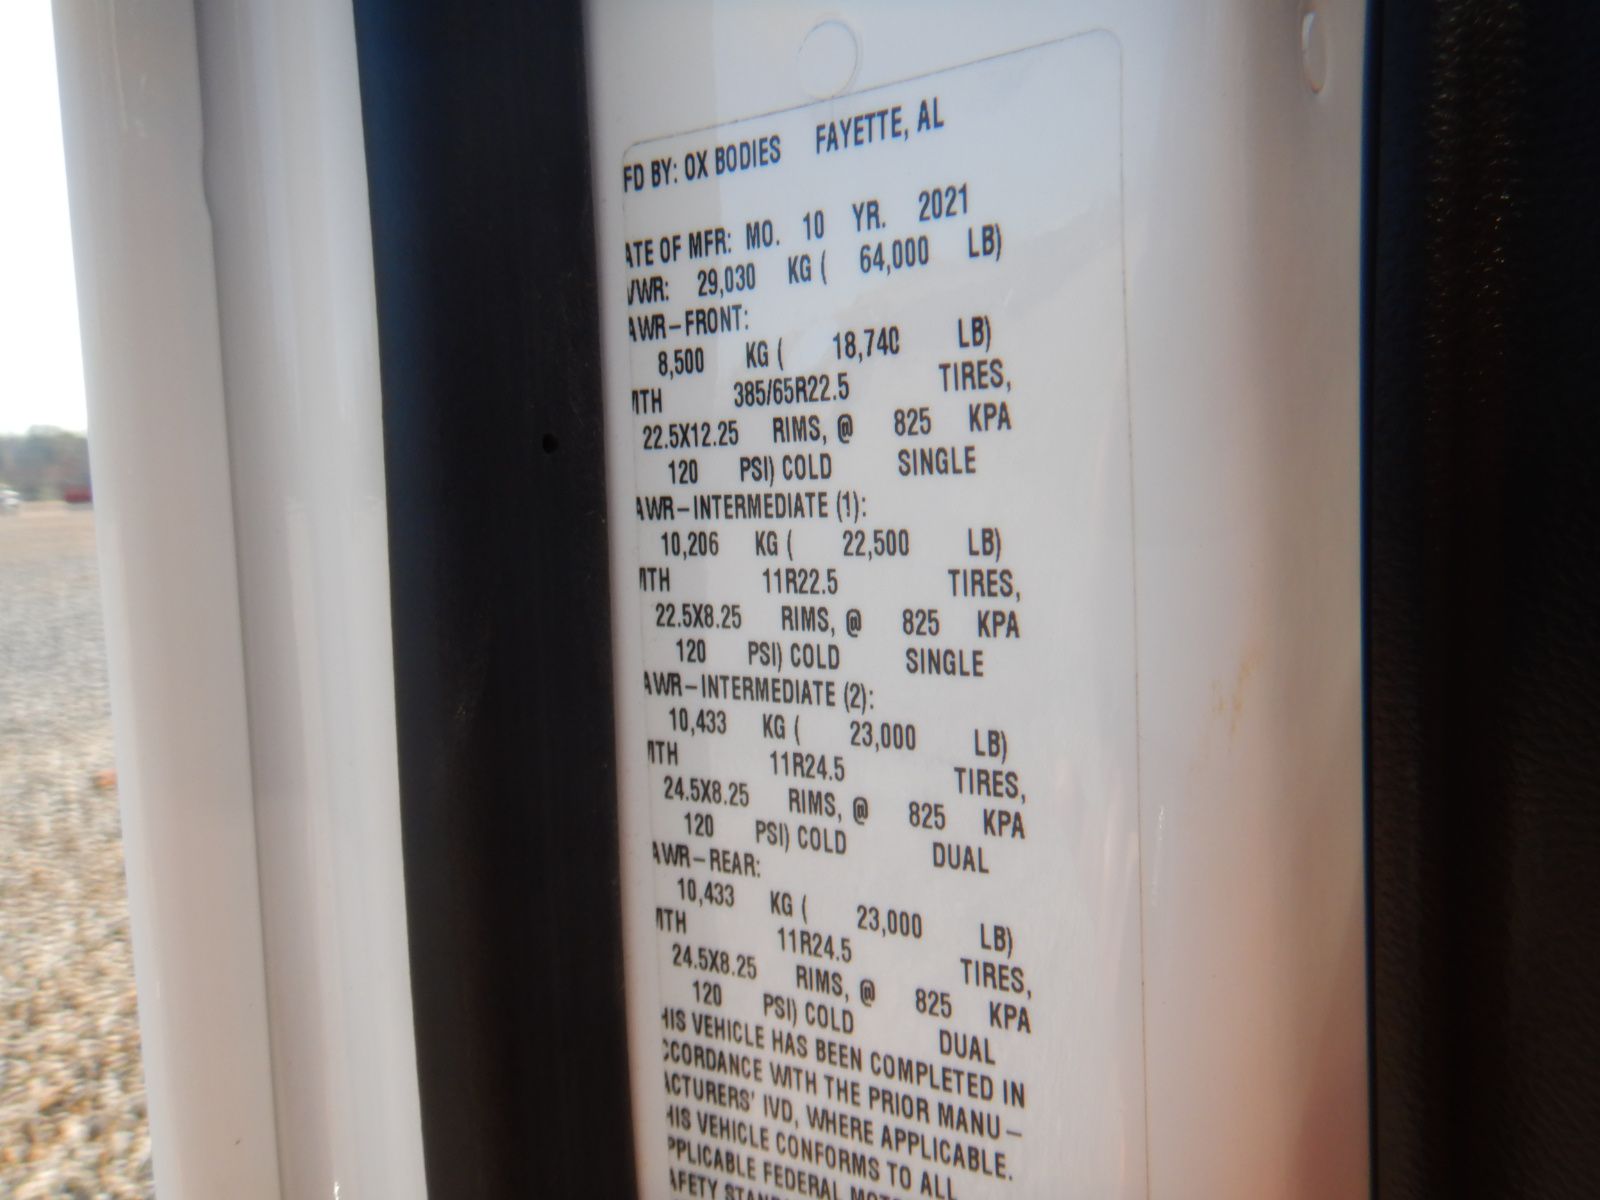 FD BY: OX BODIES FAYETTE, AL
ATE OF MFR: MO. 10 YR. 2021
VWR: 29,030 KG ( 64,000 LB)
AWR-FRONT:
8,500 KG ( 18,740 LB)
ITH 385/65R22.5 TIRES,
22.5X12.25 RIMS, @ 825 KPA
120 PSI) COLD SINGLE
AWR-INTERMEDIATE (1):
10,206 KG ( 22,500 LB)
ITH 11R22.5 TIRES,
22.5X8.25 RIMS, @ 825 KPA
120 PSI) COLD SINGLE
AWR-INTERMEDIATE (2):
10,433 KG ( 23,000 LB)
ITH 11R24.5 TIRES,
24.5X8.25 RIMS, @ 825 KPA
120 PSI) COLD DUAL
AWR-REAR:
10,433 KG ( 23,000 LB)
ITH 11R24.5 TIRES,
24.5X8.25 RIMS, @ 825 KPA
120 PSI) COLD DUAL
HIS VEHICLE HAS BEEN COMPLETED IN
CCORDANCE WITH THE PRIOR MANU-
ACTURERS' IVD, WHERE APPLICABLE.
HIS VEHICLE CONFORMS TO ALL
PPLICABLE FEDERAL MOTO
AFETY STAN